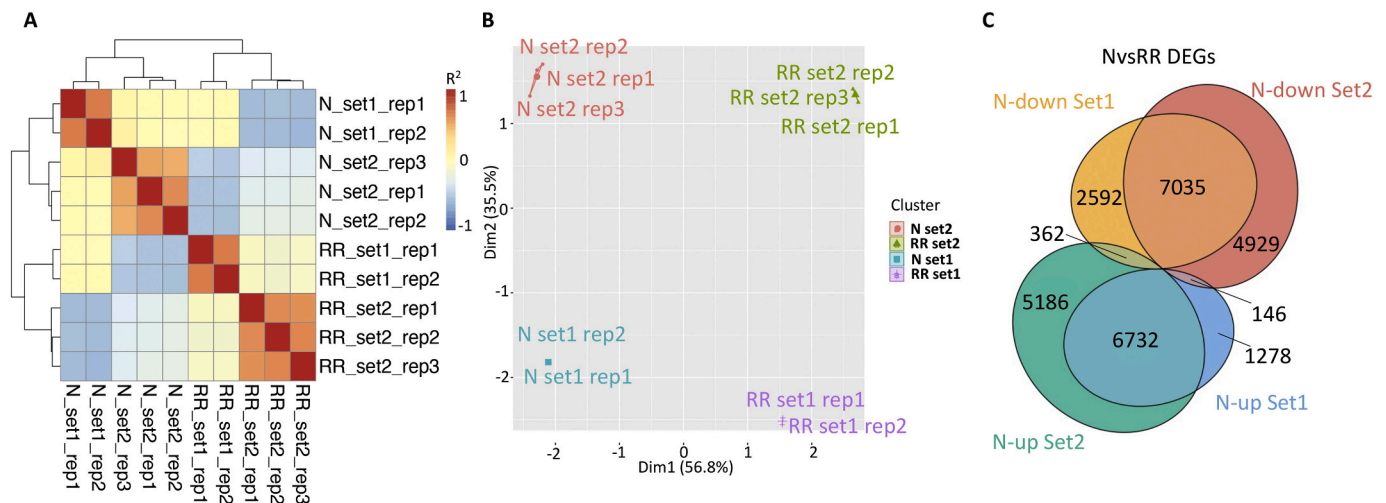 A
R²
1
0
-1
N_set1_rep1
N_set1_rep2
N_set2_rep3
N_set2_rep1
N_set2_rep2
RR_set1_rep1
RR_set1_rep2
RR_set2_rep1
RR_set2_rep2
RR_set2_rep3
N_set1_rep1
N_set1_rep2
N_set2_rep3
N_set2_rep1
N_set2_rep2
RR_set1_rep1
RR_set1_rep2
RR_set2_rep1
RR_set2_rep2
RR_set2_rep3
B
N set2 rep2
N set2 rep1
N set2 rep3
RR set2 rep2
RR set2 rep3
RR set2 rep1
N set1 rep2
N set1 rep1
RR set1 rep1
RR set1 rep2
Dim2 (35.5%)
1
0
-1
-2
-2
-1
0
1
2
Dim1 (56.8%)
Cluster
N set2
RR set2
N set1
RR set1
C
NvsRR DEGs
N-down Set1
N-down Set2
2592
7035
4929
362
5186
6732
146
1278
N-up Set1
N-up Set2